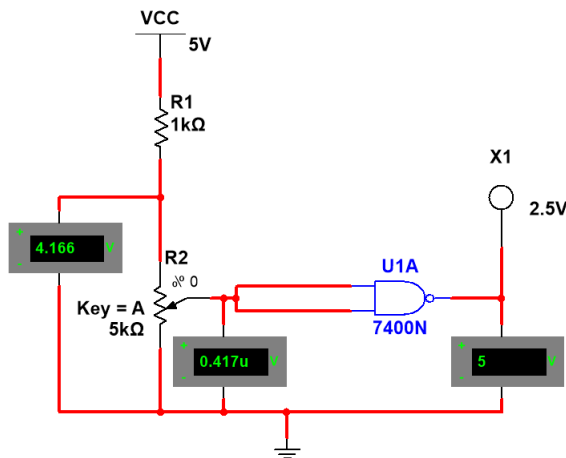 VCC
5V
R1
1kΩ
X1
2.5V
+
4.166 V
-
R2
0 %
Key = A
5kΩ
U1A
7400N
+
0.417u V
-
+
5 V
-